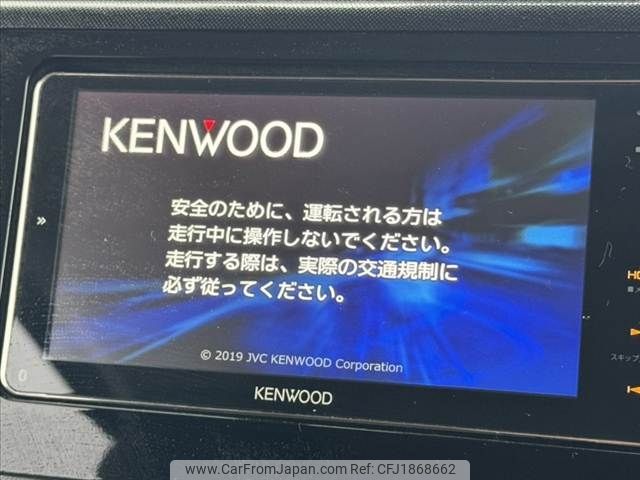 KENWOOD
安全のために、運転される方は
走行中に操作しないでください。
走行する際は、実際の交通規制に
必ず従ってください。
© 2019 JVC KENWOOD Corporation
KENWOOD
0
HO
スキップ
www.CarFromJapan.com Ref-No: CFJ1868662